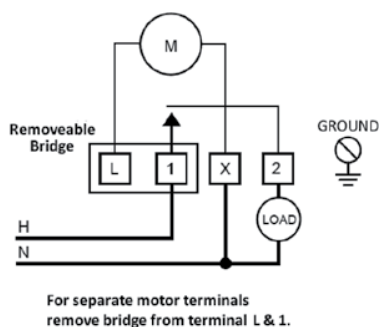 M
Removeable
Bridge
GROUND
L 1 X 2
LOAD
H
N
For separate motor terminals
remove bridge from terminal L & 1.